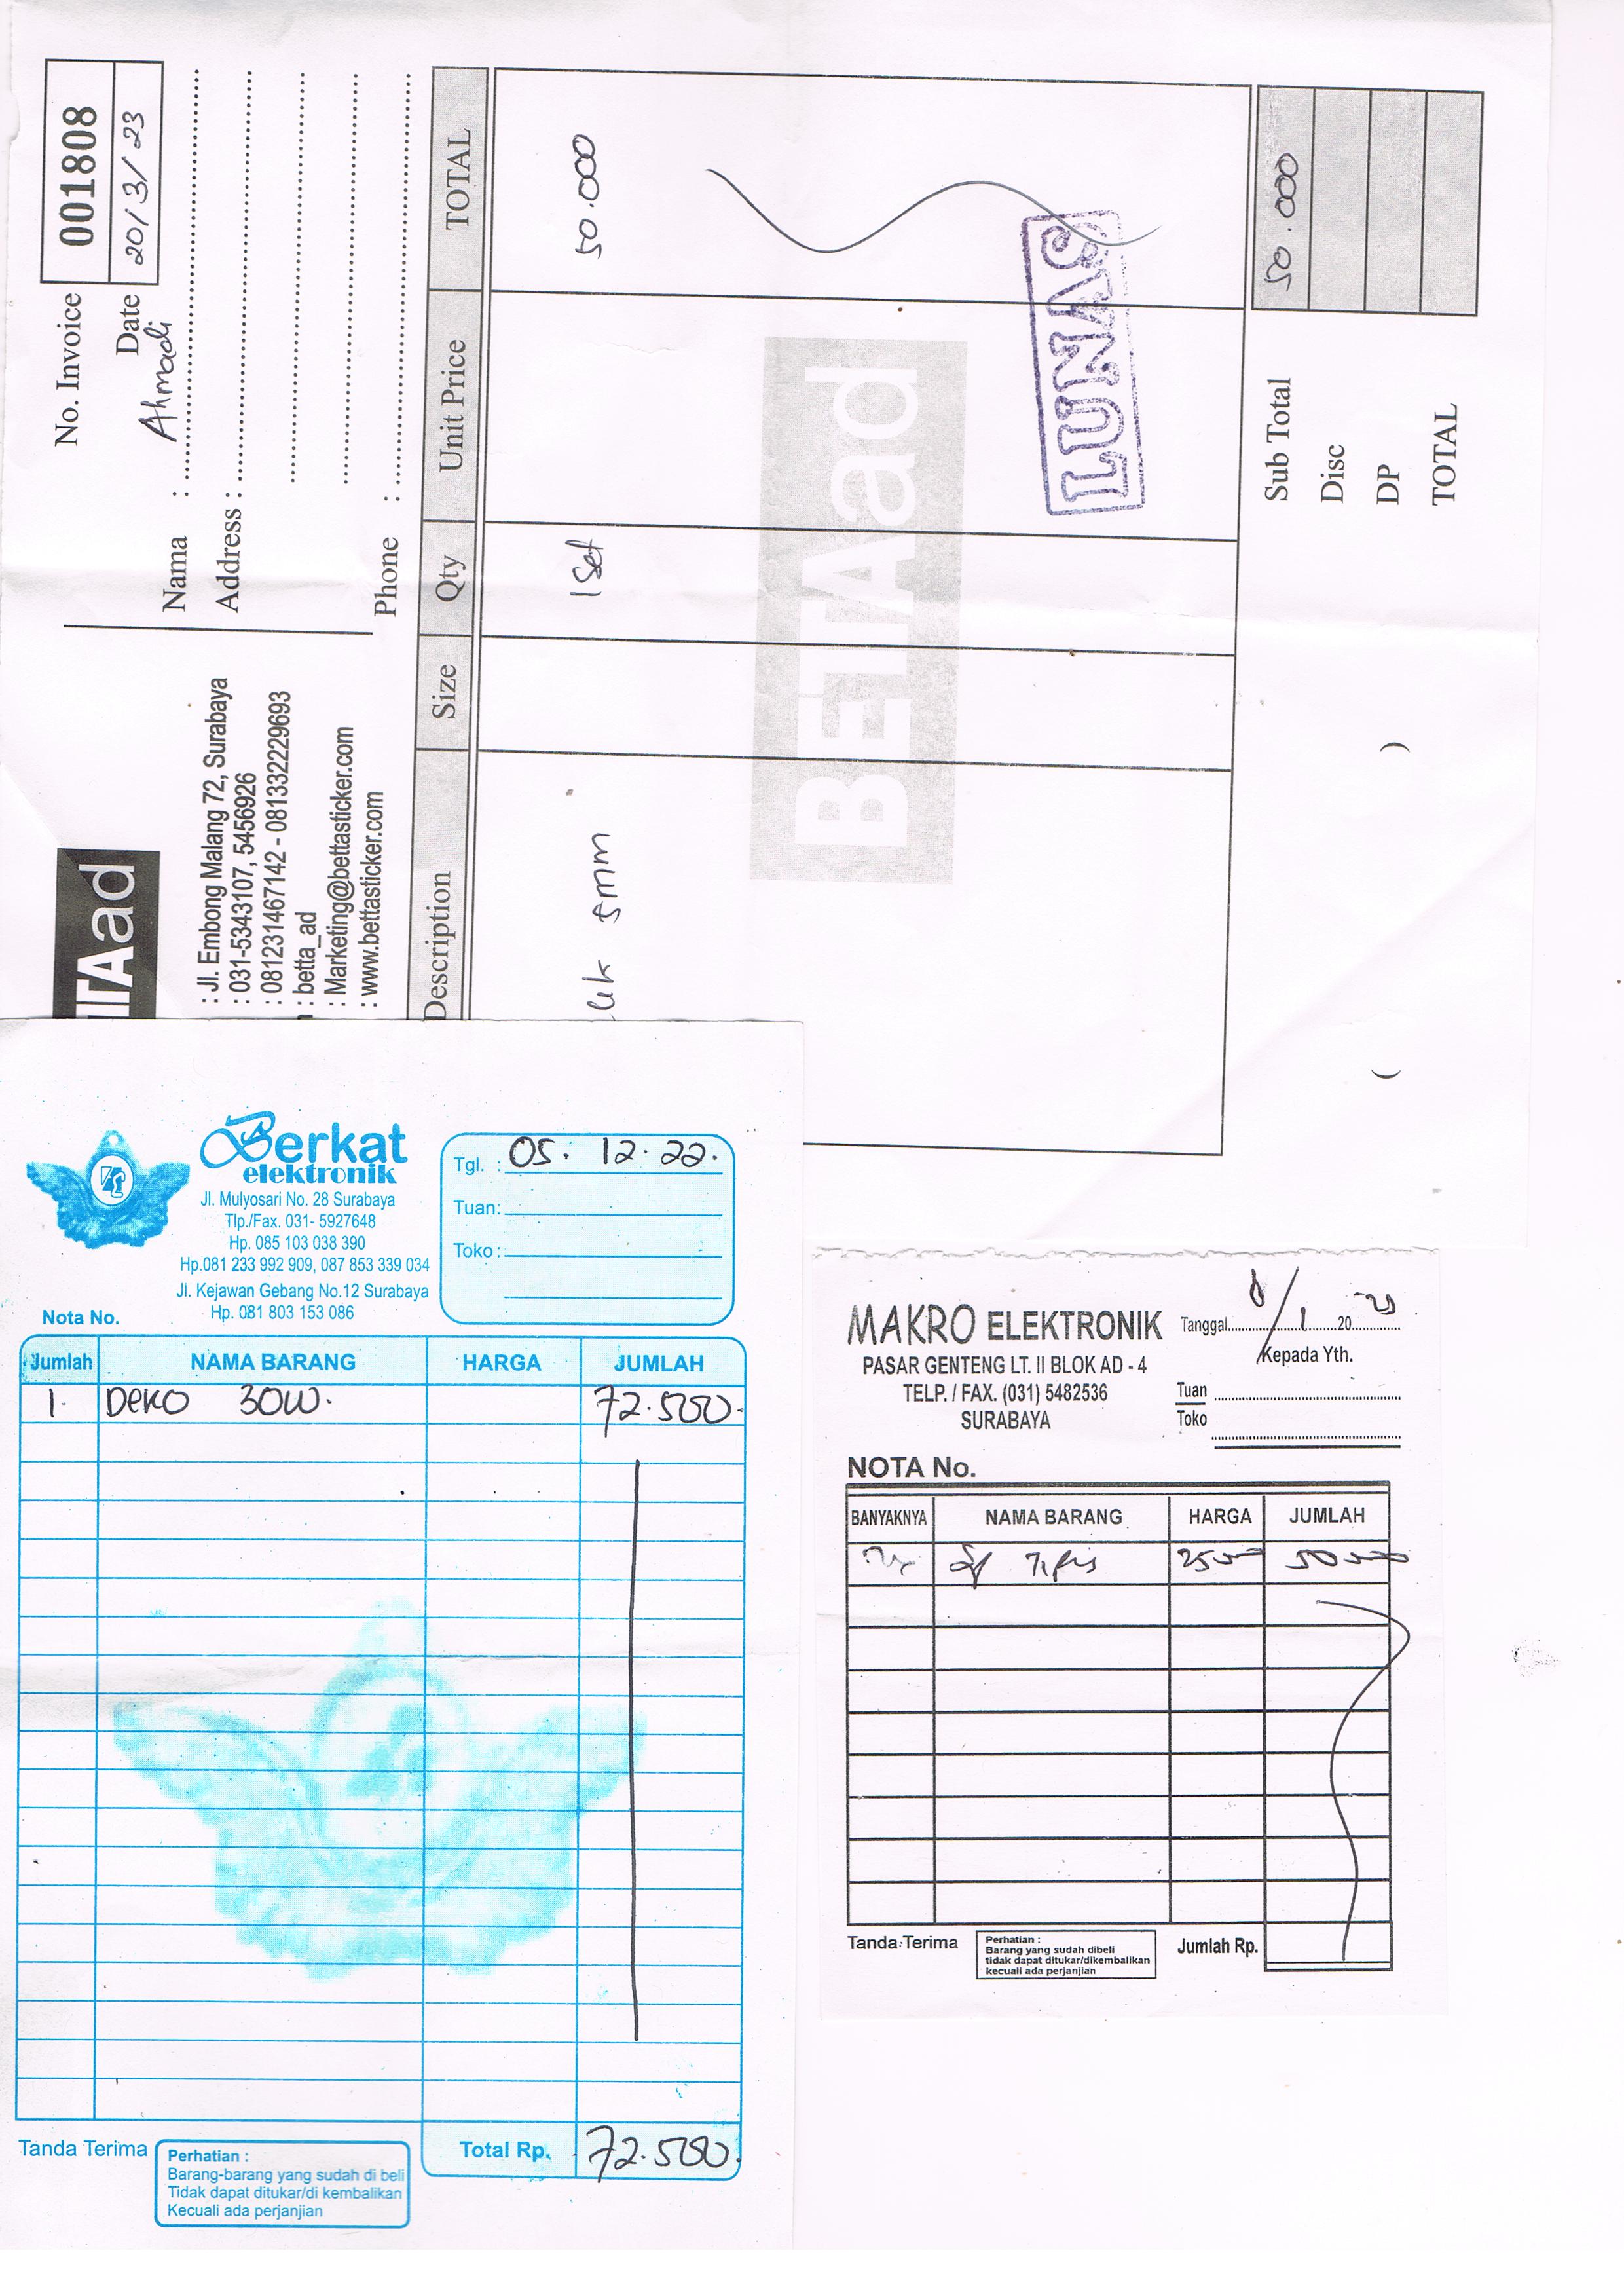 No. Invoice 001808
Date 20/3/23
Nama : Ahmadi
Address :
Phone :
TAad
: Jl. Embong Malang 72, Surabaya
: 031-5343107, 5456926
: 081231467142 - 081332229693
: betta_ad
: Marketing@bettasticker.com
: www.bettasticker.com
Description Size Qty Unit Price TOTAL
5mm 1 Set 50.000
BETAad
LUNAS
Sub Total 50.000
Disc
DP
TOTAL
( )
Berkat
elektronik
Jl. Mulyosari No. 28 Surabaya
Tlp./Fax. 031- 5927648
Hp. 085 103 038 390
Hp.081 233 992 909, 087 853 339 034
Jl. Kejawan Gebang No.12 Surabaya
Hp. 081 803 153 086
Tgl. : 05. 12. 22.
Tuan:
Toko :
Nota No.
Jumlah NAMA BARANG HARGA JUMLAH
1. Deko 30W. 72.500.
Tanda Terima
Perhatian :
Barang-barang yang sudah di beli
Tidak dapat ditukar/di kembalikan
Kecuali ada perjanjian
Total Rp. 72.500.
MAKRO ELEKTRONIK
PASAR GENTENG LT. II BLOK AD - 4
TELP. / FAX. (031) 5482536
SURABAYA
Tanggal 8/1 20 23
Kepada Yth.
Tuan
Toko
NOTA No.
BANYAKNYA NAMA BARANG HARGA JUMLAH
Tipis
Tanda Terima
Perhatian :
Barang yang sudah dibeli
tidak dapat ditukar/dikembalikan
kecuali ada perjanjian
Jumlah Rp.